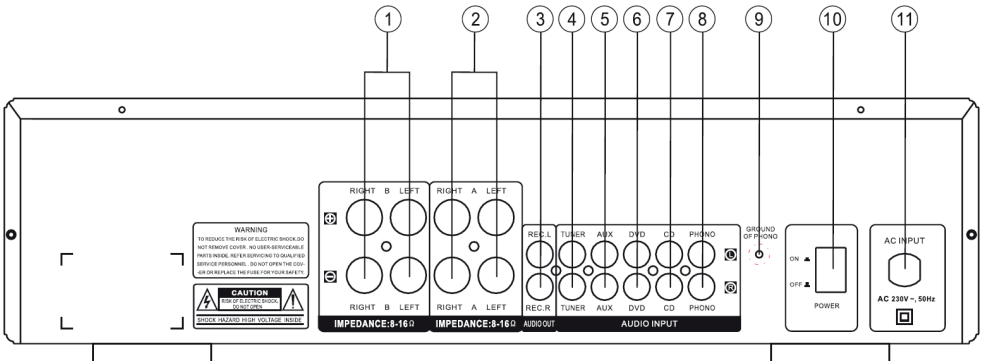 1 2 3 4 5 6 7 8 9 10 11
RIGHT B LEFT RIGHT A LEFT
WARNING
TO REDUCE THE RISK OF ELECTRIC SHOCK,DO
NOT REMOVE COVER . NO USER-SERVICEABLE
PARTS INSIDE. REFER SERVICING TO QUALIFIED
SERVICE PERSONNEL . DO NOT OPEN THE COV-
-ER OR REPLACE THE FUSE FOR YOUR SAFETY.
CAUTION
RISK OF ELECTRIC SHOCK,
DO NOT OPEN
SHOCK HAZARD HIGH VOLTAGE INSIDE
RIGHT B LEFT RIGHT A LEFT
IMPEDANCE:8-16Ω IMPEDANCE:8-16Ω
REC.L TUNER AUX DVD CD PHONO
L
R
REC.R TUNER AUX DVD CD PHONO
AUDIO OUT AUDIO INPUT
GROUND
OF PHONO
ON
OFF
POWER
AC INPUT
AC 230V ~, 50Hz